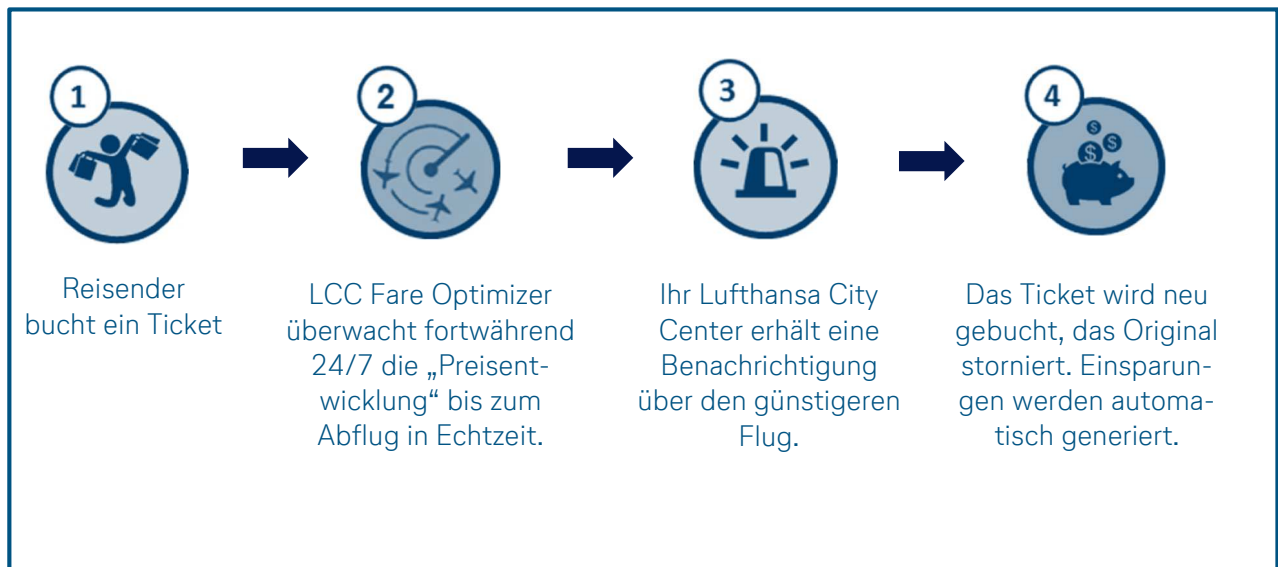 1
Reisender
bucht ein Ticket
2
LCC Fare Optimizer
überwacht fortwährend
24/7 die „Preisent-
wicklung“ bis zum
Abflug in Echtzeit.
3
Ihr Lufthansa City
Center erhält eine
Benachrichtigung
über den günstigeren
Flug.
4
$
$
$
Das Ticket wird neu
gebucht, das Original
storniert. Einsparun-
gen werden automa-
tisch generiert.